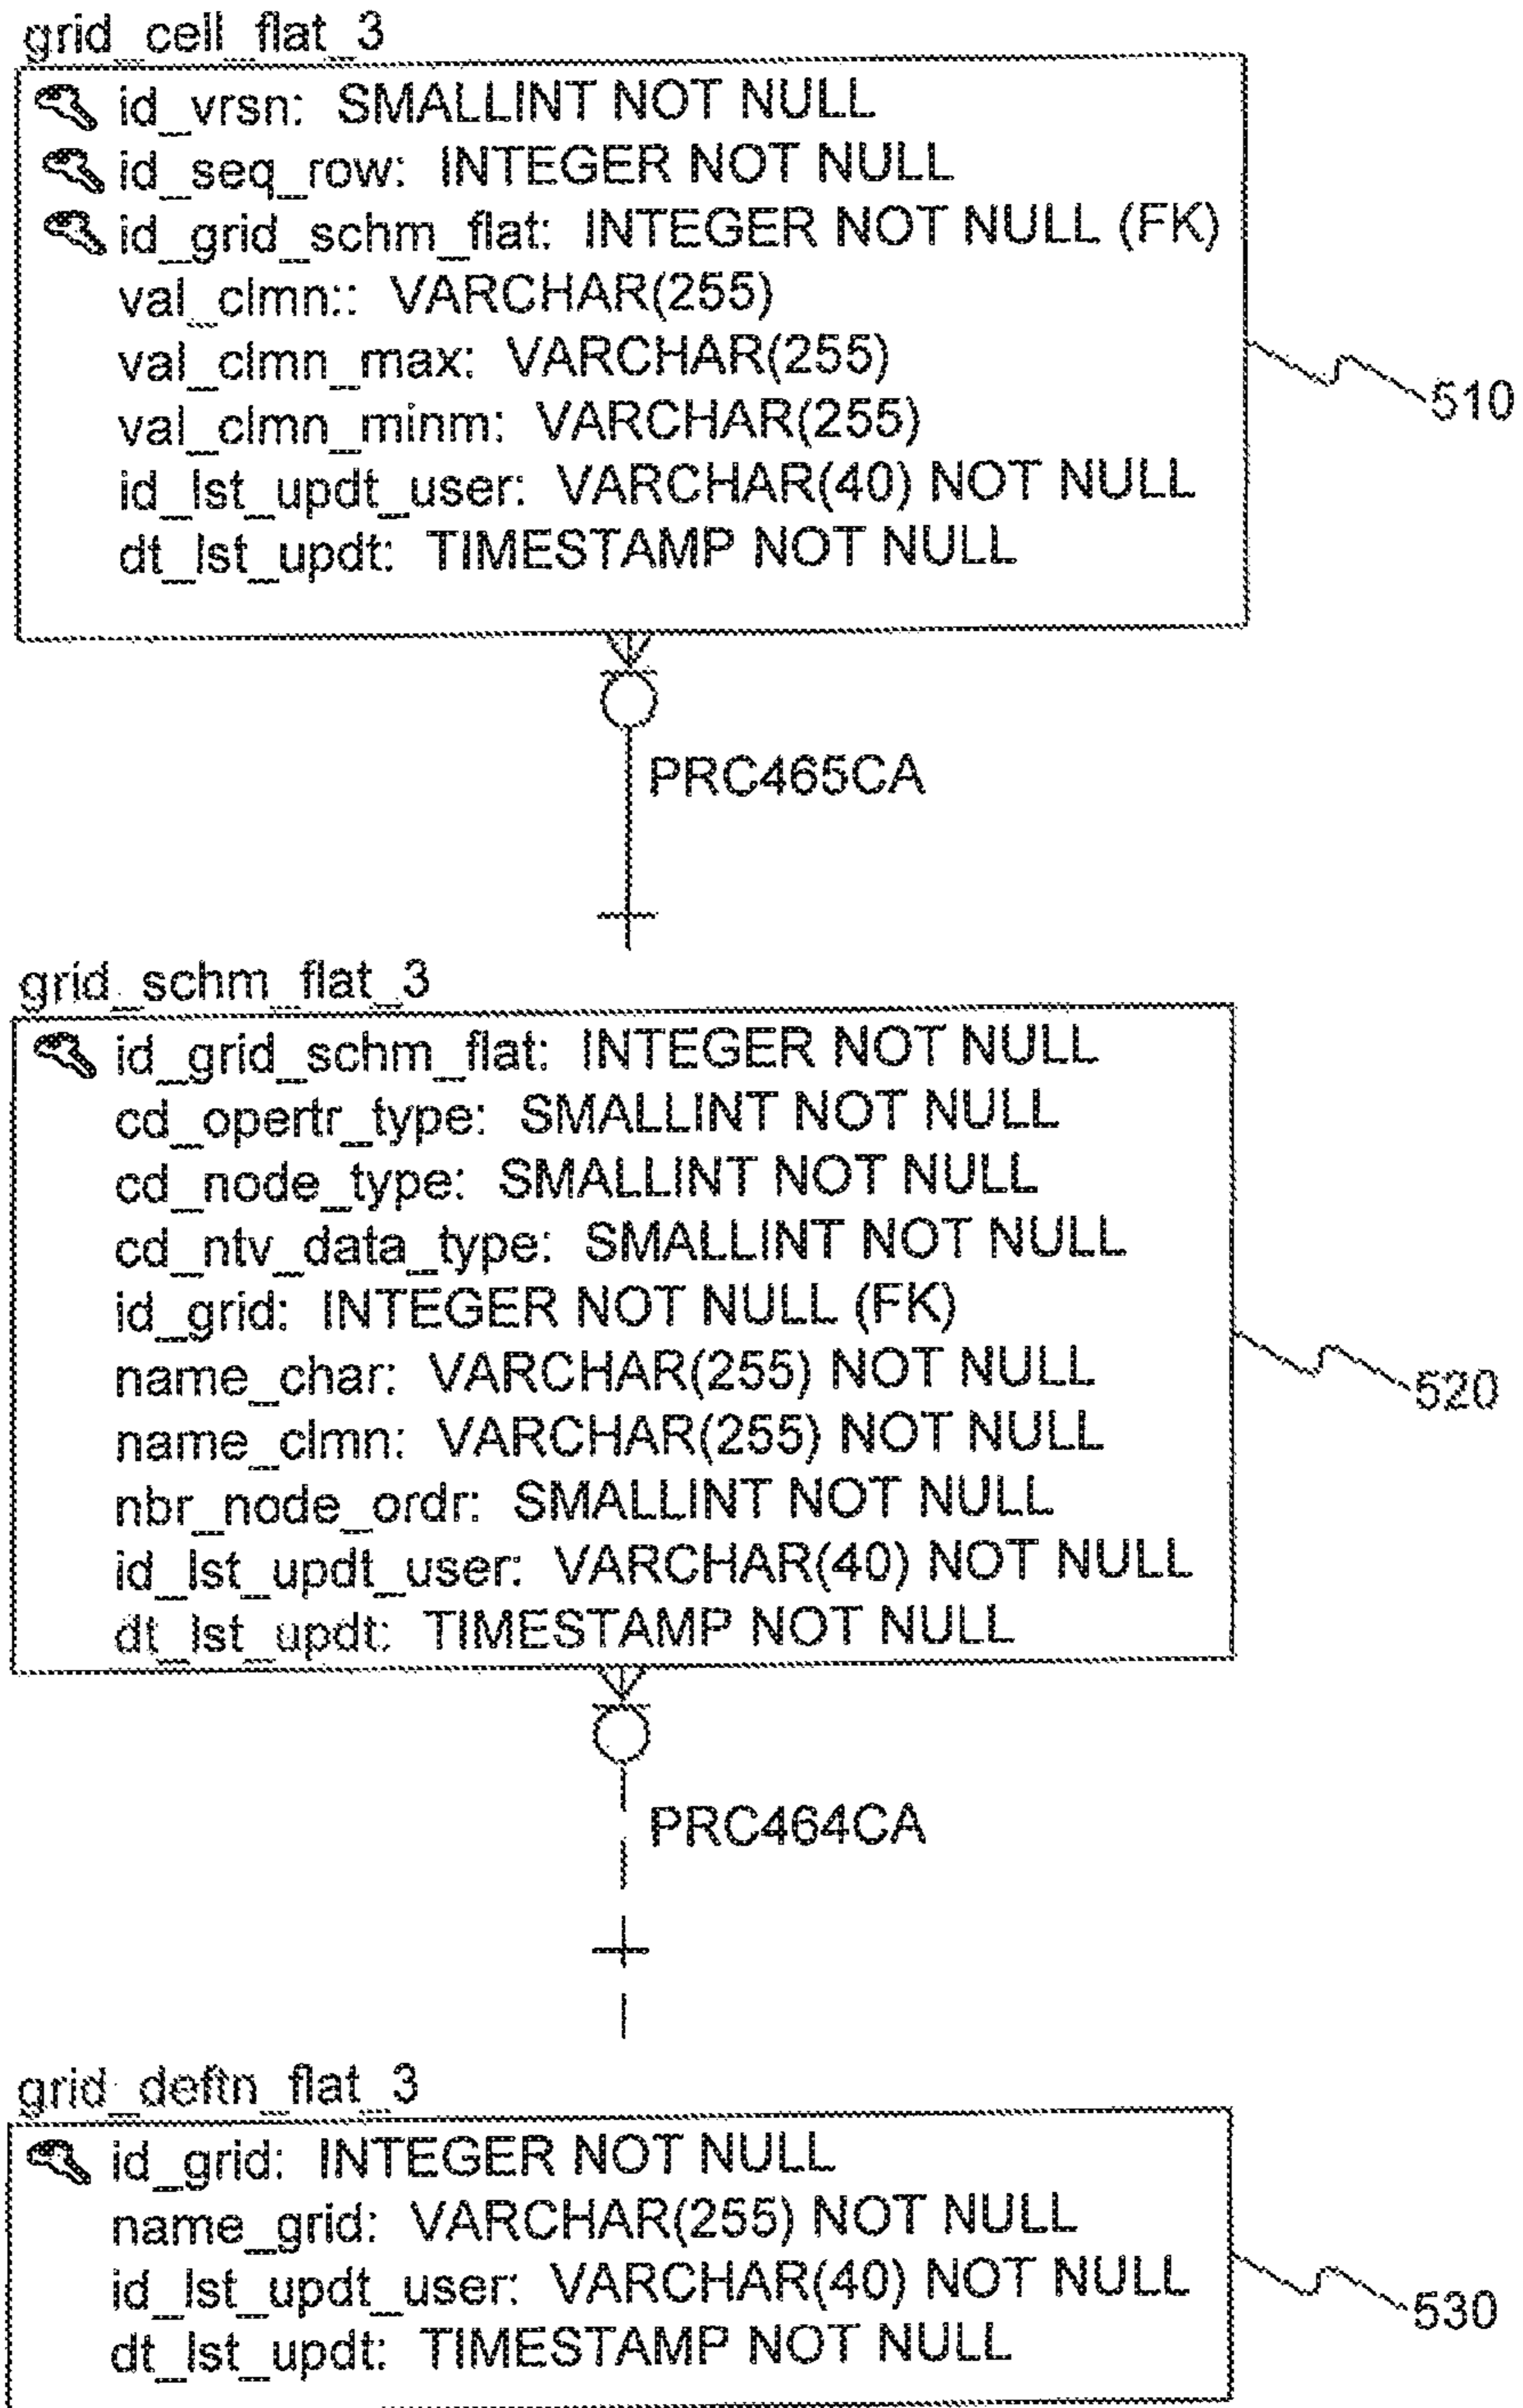 grid_cell_flat_3
id_vrsn: SMALLINT NOT NULL
id_seq_row: INTEGER NOT NULL
id_grid_schm_flat: INTEGER NOT NULL (FK)
val_clmn:: VARCHAR(255)
val_clmn_max: VARCHAR(255)
val_clmn_minm: VARCHAR(255)
id_lst_updt_user: VARCHAR(40) NOT NULL
dt_lst_updt: TIMESTAMP NOT NULL
510
PRC465CA
grid_schm_flat_3
id_grid_schm_flat: INTEGER NOT NULL
cd_opertr_type: SMALLINT NOT NULL
cd_node_type: SMALLINT NOT NULL
cd_ntv_data_type: SMALLINT NOT NULL
id_grid: INTEGER NOT NULL (FK)
name_char: VARCHAR(255) NOT NULL
name_clmn: VARCHAR(255) NOT NULL
nbr_node_ordr: SMALLINT NOT NULL
id_lst_updt_user: VARCHAR(40) NOT NULL
dt_lst_updt: TIMESTAMP NOT NULL
520
PRC464CA
grid_deftn_flat_3
id_grid: INTEGER NOT NULL
name_grid: VARCHAR(255) NOT NULL
id_lst_updt_user: VARCHAR(40) NOT NULL
dt_lst_updt: TIMESTAMP NOT NULL
530